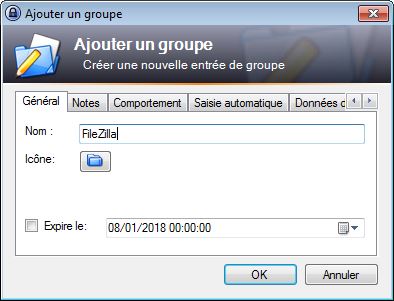 Ajouter un groupe
Ajouter un groupe
Créer une nouvelle entrée de groupe
Général Notes Comportement Saisie automatique Données d
Nom : FileZilla
Icône:
Expire le: 08/01/2018 00:00:00
OK Annuler